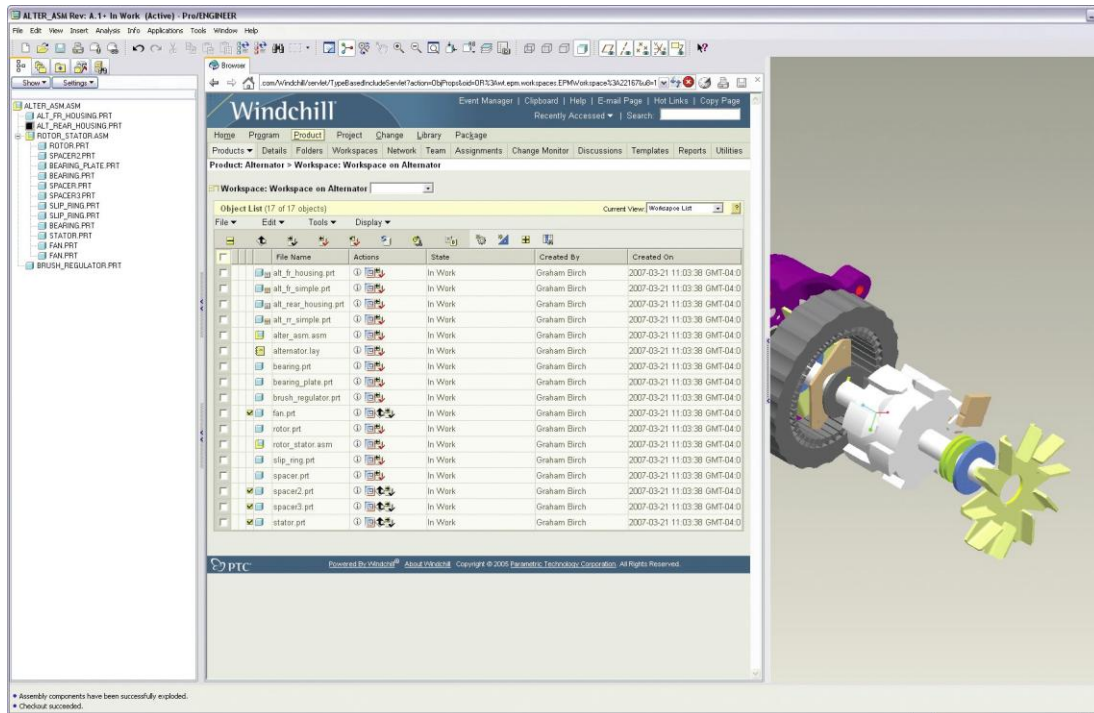 ALTER_ASM Rev: A.1+ In Work (Active) - Pro/ENGINEER
File Edit View Insert Analysis Info Applications Tools Window Help
Show Settings
ALTER_ASM.ASM
ALT_FR_HOUSING.PRT
ALT_REAR_HOUSING.PRT
ROTOR_STATOR.ASM
ROTOR.PRT
SPACER2.PRT
BEARING_PLATE.PRT
BEARING.PRT
SPACER.PRT
SPACER3.PRT
SLIP_RING.PRT
SLIP_RING.PRT
BEARING.PRT
STATOR.PRT
FAN.PRT
FAN.PRT
BRUSH_REGULATOR.PRT
Browser
Windchill
Event Manager | Clipboard | Help | E-mail Page | Hot Links | Copy Page
Recently Accessed | Search:
Home Program Product Project Change Library Package
Products Details Folders Workspaces Network Team Assignments Change Monitor Discussions Templates Reports Utilities
Product: Alternator > Workspace: Workspace on Alternator
Workspace: Workspace on Alternator
Object List (17 of 17 objects) Current View: Workspace List
File Edit Tools Display
File Name Actions State Created By Created On
alt_fr_housing.prt In Work Graham Birch 2007-03-21 11:03:38 GMT-04:0
alt_fr_simple.prt In Work Graham Birch 2007-03-21 11:03:38 GMT-04:0
alt_rear_housing.prt In Work Graham Birch 2007-03-21 11:03:38 GMT-04:0
alt_rr_simple.prt In Work Graham Birch 2007-03-21 11:03:38 GMT-04:0
alter_asm.asm In Work Graham Birch 2007-03-21 11:03:38 GMT-04:0
alternator.lay In Work Graham Birch 2007-03-21 11:03:38 GMT-04:0
bearing.prt In Work Graham Birch 2007-03-21 11:03:38 GMT-04:0
bearing_plate.prt In Work Graham Birch 2007-03-21 11:03:38 GMT-04:0
brush_regulator.prt In Work Graham Birch 2007-03-21 11:03:38 GMT-04:0
fan.prt In Work Graham Birch 2007-03-21 11:03:38 GMT-04:0
rotor.prt In Work Graham Birch 2007-03-21 11:03:38 GMT-04:0
rotor_stator.asm In Work Graham Birch 2007-03-21 11:03:38 GMT-04:0
slip_ring.prt In Work Graham Birch 2007-03-21 11:03:38 GMT-04:0
spacer.prt In Work Graham Birch 2007-03-21 11:03:38 GMT-04:0
spacer2.prt In Work Graham Birch 2007-03-21 11:03:38 GMT-04:0
spacer3.prt In Work Graham Birch 2007-03-21 11:03:38 GMT-04:0
stator.prt In Work Graham Birch 2007-03-21 11:03:38 GMT-04:0
PTC Powered By Windchill® About Windchill Copyright © 2005 Parametric Technology Corporation. All Rights Reserved.
Assembly components have been successfully exploded.
Checkout succeeded.